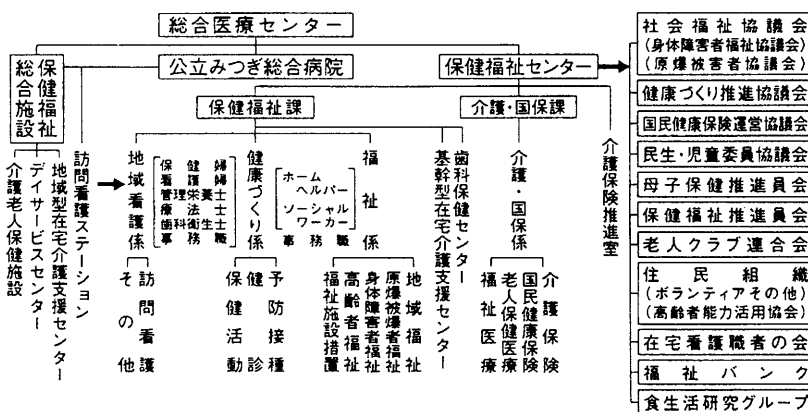 総合医療センター
保健福祉総合施設
公立みつぎ総合病院
保健福祉センター
保健福祉課
介護・国保課
介護老人保健施設
デイサービスセンター
地域型在宅介護支援センター
訪問看護ステーション
地域看護係
保健婦
看護婦
管理栄養士
療法士
歯科衛生士
事務職
健康づくり係
ホーム
ヘルパー
ソーシャル
ワーカー
事務職
福祉係
基幹型在宅介護支援センター
歯科保健センター
介護・国保係
介護保険推進室
訪問看護
その他
予防接種
健診
保健活動
地域福祉
原爆被爆者福祉
身体障害者福祉
高齢者福祉
福祉施設措置
介護保険
国民健康保険
老人保健医療
福祉医療
社会福祉協議会
(身体障害者福祉協議会)
(原爆被害者協議会)
健康づくり推進協議会
国民健康保険運営協議会
民生・児童委員協議会
母子保健推進員会
保健福祉推進員会
老人クラブ連合会
住民組織
(ボランティアその他)
(高齢者能力活用協会)
在宅看護職者の会
福祉バンク
食生活研究グループ